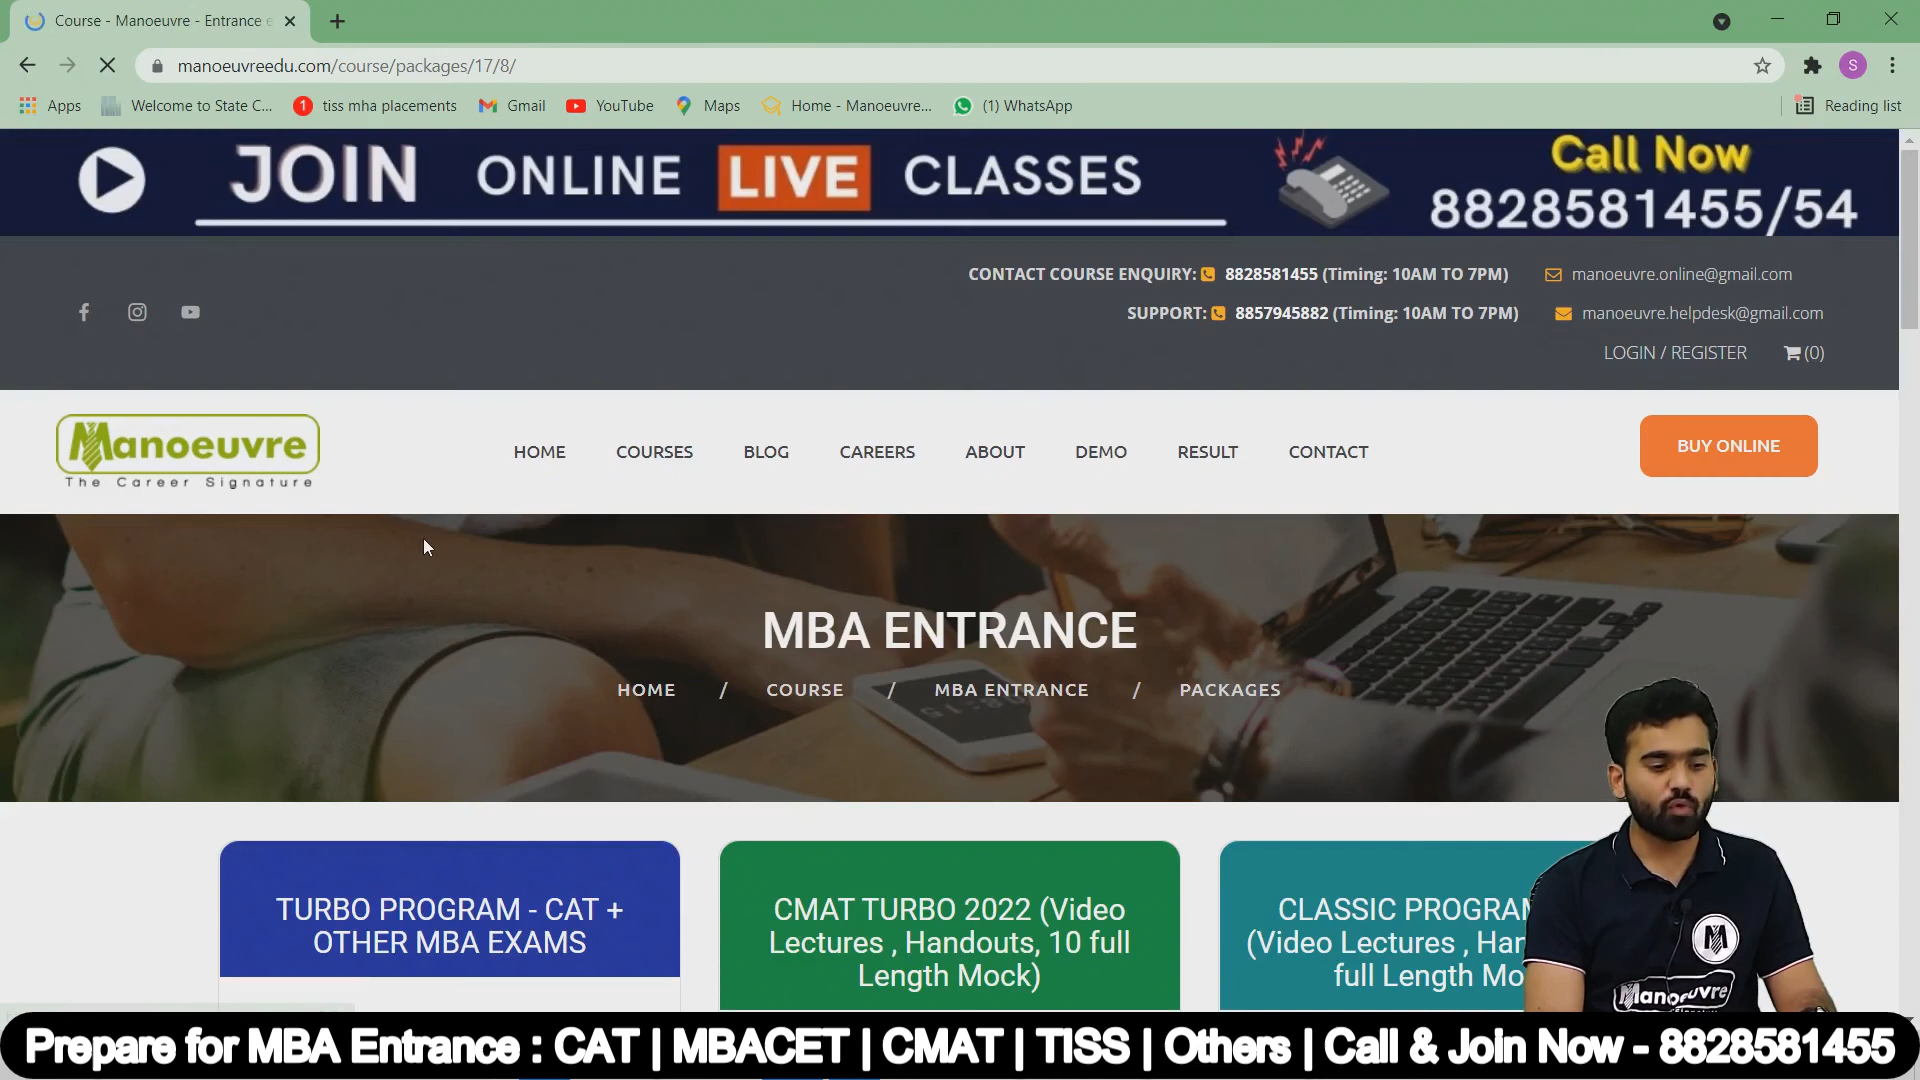 Course - Manoeuvre - Entrance e
manoeuvreedu.com/course/packages/17/8/
S
Apps
Welcome to State C...
1
tiss mha placements
Gmail
YouTube
Maps
Home - Manoeuvre...
(1) WhatsApp
Reading list
JOIN ONLINE LIVE CLASSES
Call Now
8828581455/54
CONTACT COURSE ENQUIRY: 8828581455 (Timing: 10AM TO 7PM)
manoeuvre.online@gmail.com
SUPPORT: 8857945882 (Timing: 10AM TO 7PM)
manoeuvre.helpdesk@gmail.com
LOGIN / REGISTER
(0)
Manoeuvre
The Career Signature
HOME
COURSES
BLOG
CAREERS
ABOUT
DEMO
RESULT
CONTACT
BUY ONLINE
MBA ENTRANCE
HOME / COURSE / MBA ENTRANCE / PACKAGES
TURBO PROGRAM - CAT +
OTHER MBA EXAMS
CMAT TURBO 2022 (Video
Lectures , Handouts, 10 full
Length Mock)
CLASSIC PROGRAM
(Video Lectures , Han
full Length Mo
M
Manoeuvre
Prepare for MBA Entrance : CAT | MBACET | CMAT | TISS | Others | Call & Join Now - 8828581455